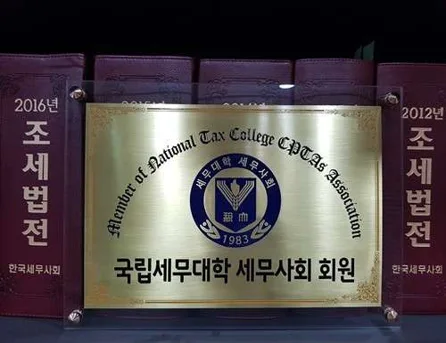 2016년
조세법전
한국세무사회
2012년
조세법전
한국세무사회
Member of National Tax College CPTAs Association
세무대학 세무사회
1983
국립세무대학 세무사회 회원